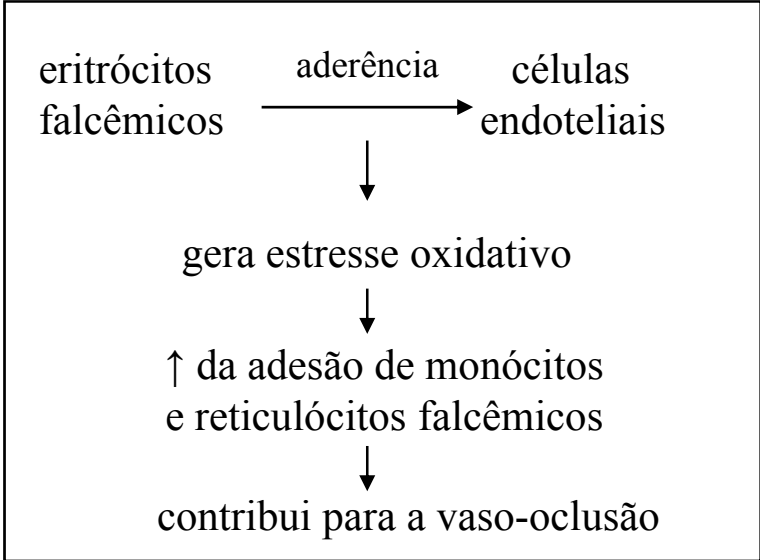 eritrócitos aderência células
falcêmicos endoteliais
gera estresse oxidativo
↑ da adesão de monócitos
e reticulócitos falcêmicos
contribui para a vaso-oclusão